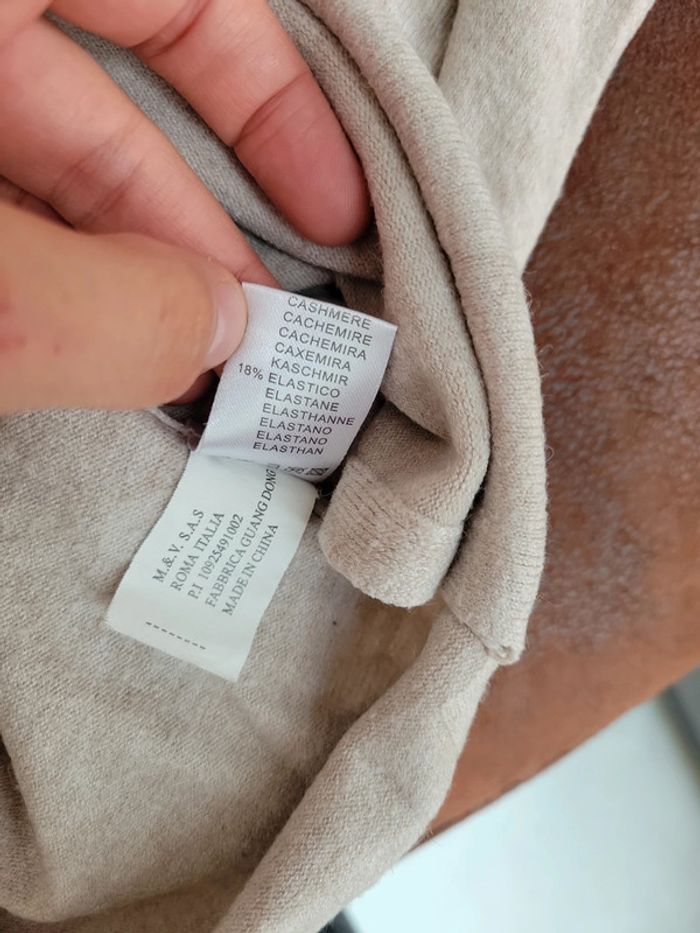 CASHMERE
CACHEMIRE
CACHEMIRA
CAXEMIRA
KASCHMIR
18% ELASTICO
ELASTANE
ELASTHANNE
ELASTANO
ELASTANO
ELASTHAN
M.&.V. S.A.S
ROMA ITALIA
P.I 10925491002
FABBRICA GUANG DONG
MADE IN CHINA
--------